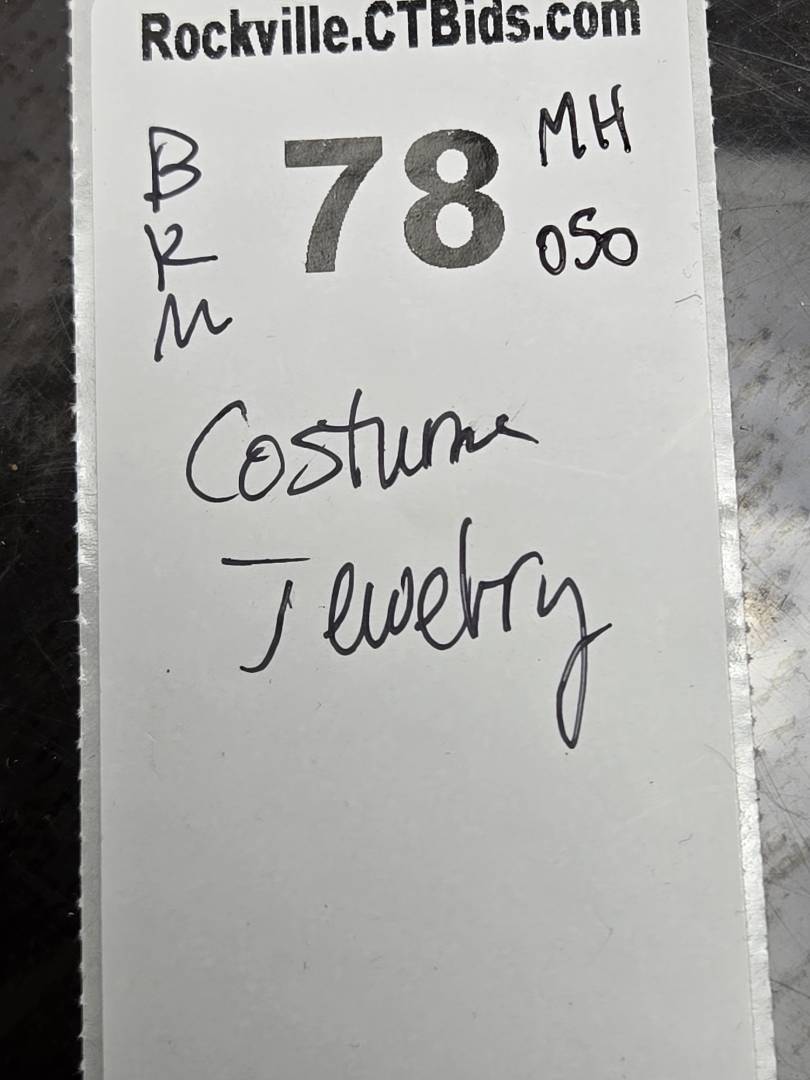 Rockville.CTBids.com
B 78 MH
R 050
M
Costume
Jewelry